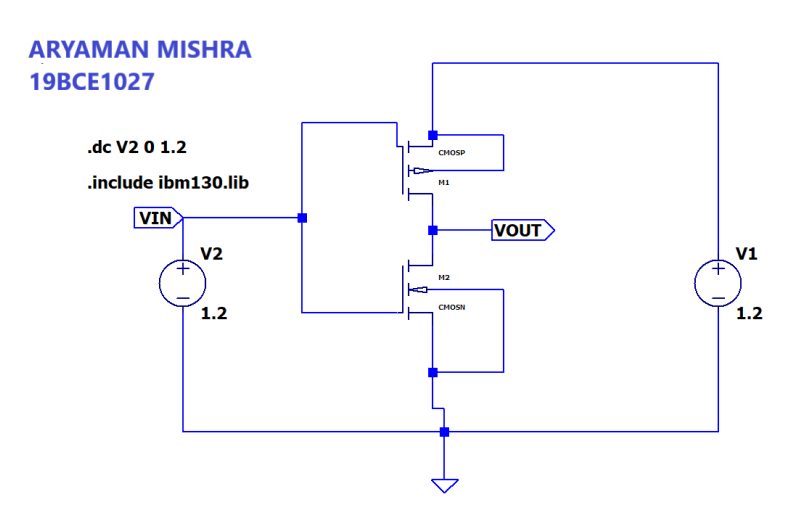 ARYAMAN MISHRA
19BCE1027
.dc V2 0 1.2
.include ibm130.lib
CMOSP
M1
VIN
VOUT
V2
1.2
M2
CMOSN
V1
1.2